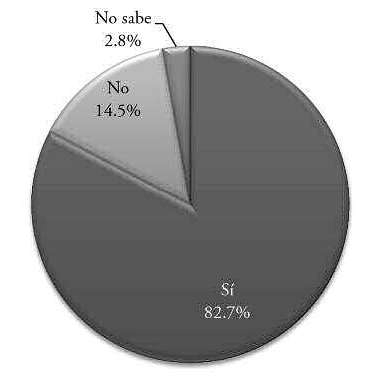 No sabe
2.8%
No
14.5%
Sí
82.7%